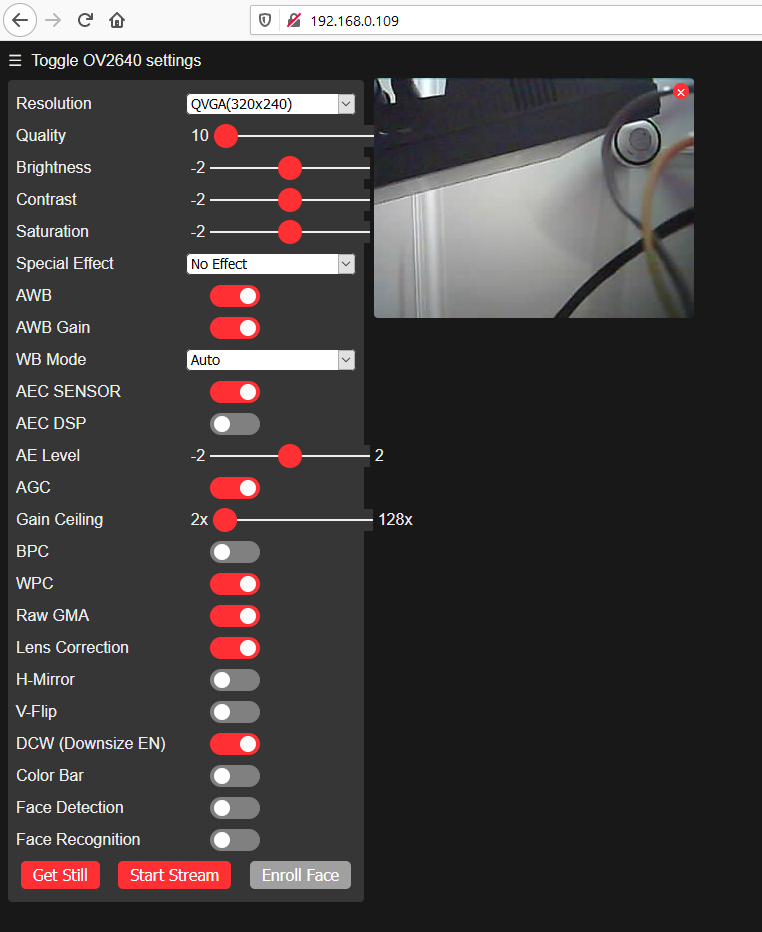 192.168.0.109
☰ Toggle OV2640 settings
Resolution QVGA(320x240)
Quality 10
Brightness -2
Contrast -2
Saturation -2
Special Effect No Effect
AWB
AWB Gain
WB Mode Auto
AEC SENSOR
AEC DSP
AE Level -2 2
AGC
Gain Ceiling 2x 128x
BPC
WPC
Raw GMA
Lens Correction
H-Mirror
V-Flip
DCW (Downsize EN)
Color Bar
Face Detection
Face Recognition
Get Still Start Stream Enroll Face